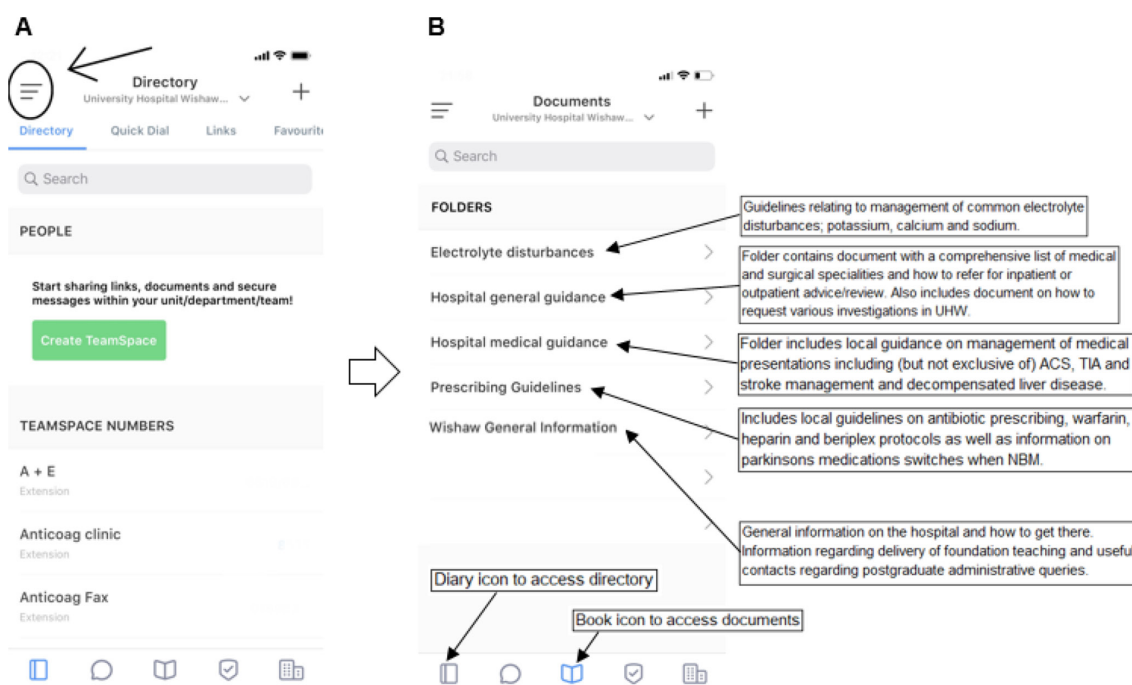 A
Directory
University Hospital Wishaw...
Directory Quick Dial Links Favourite
Search
PEOPLE
Start sharing links, documents and secure
messages within your unit/department/team!
Create TeamSpace
TEAMSPACE NUMBERS
A + E
Extension
Anticoag clinic
Extension
Anticoag Fax
Extension
B
Documents
University Hospital Wishaw...
Search
FOLDERS
Electrolyte disturbances
Hospital general guidance
Hospital medical guidance
Prescribing Guidelines
Wishaw General Information
Guidelines relating to management of common electrolyte
disturbances; potassium, calcium and sodium.
Folder contains document with a comprehensive list of medical
and surgical specialities and how to refer for inpatient or
outpatient advice/review. Also includes document on how to
request various investigations in UHW.
Folder includes local guidance on management of medical
presentations including (but not exclusive of) ACS, TIA and
stroke management and decompensated liver disease.
Includes local guidelines on antibiotic prescribing, warfarin,
heparin and beriplex protocols as well as information on
parkinsons medications switches when NBM.
General information on the hospital and how to get there.
Information regarding delivery of foundation teaching and useful
contacts regarding postgraduate administrative queries.
Diary icon to access directory
Book icon to access documents